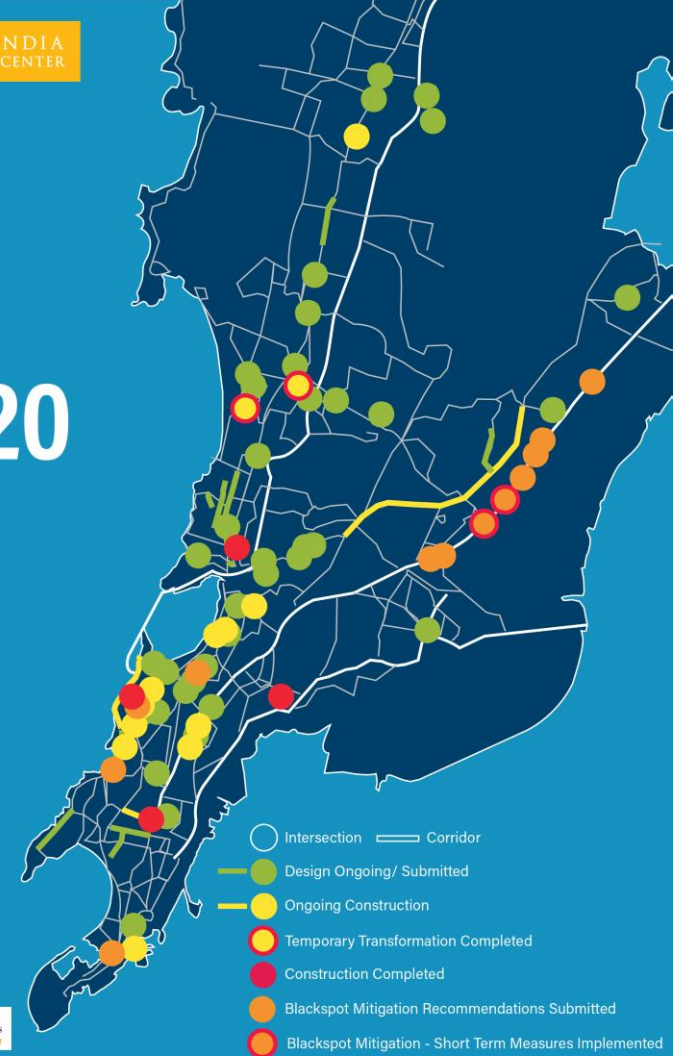 NDIA
CENTER
20
Intersection
Corridor
Design Ongoing/ Submitted
Ongoing Construction
Temporary Transformation Completed
Construction Completed
Blackspot Mitigation Recommendations Submitted
Blackspot Mitigation - Short Term Measures Implemented